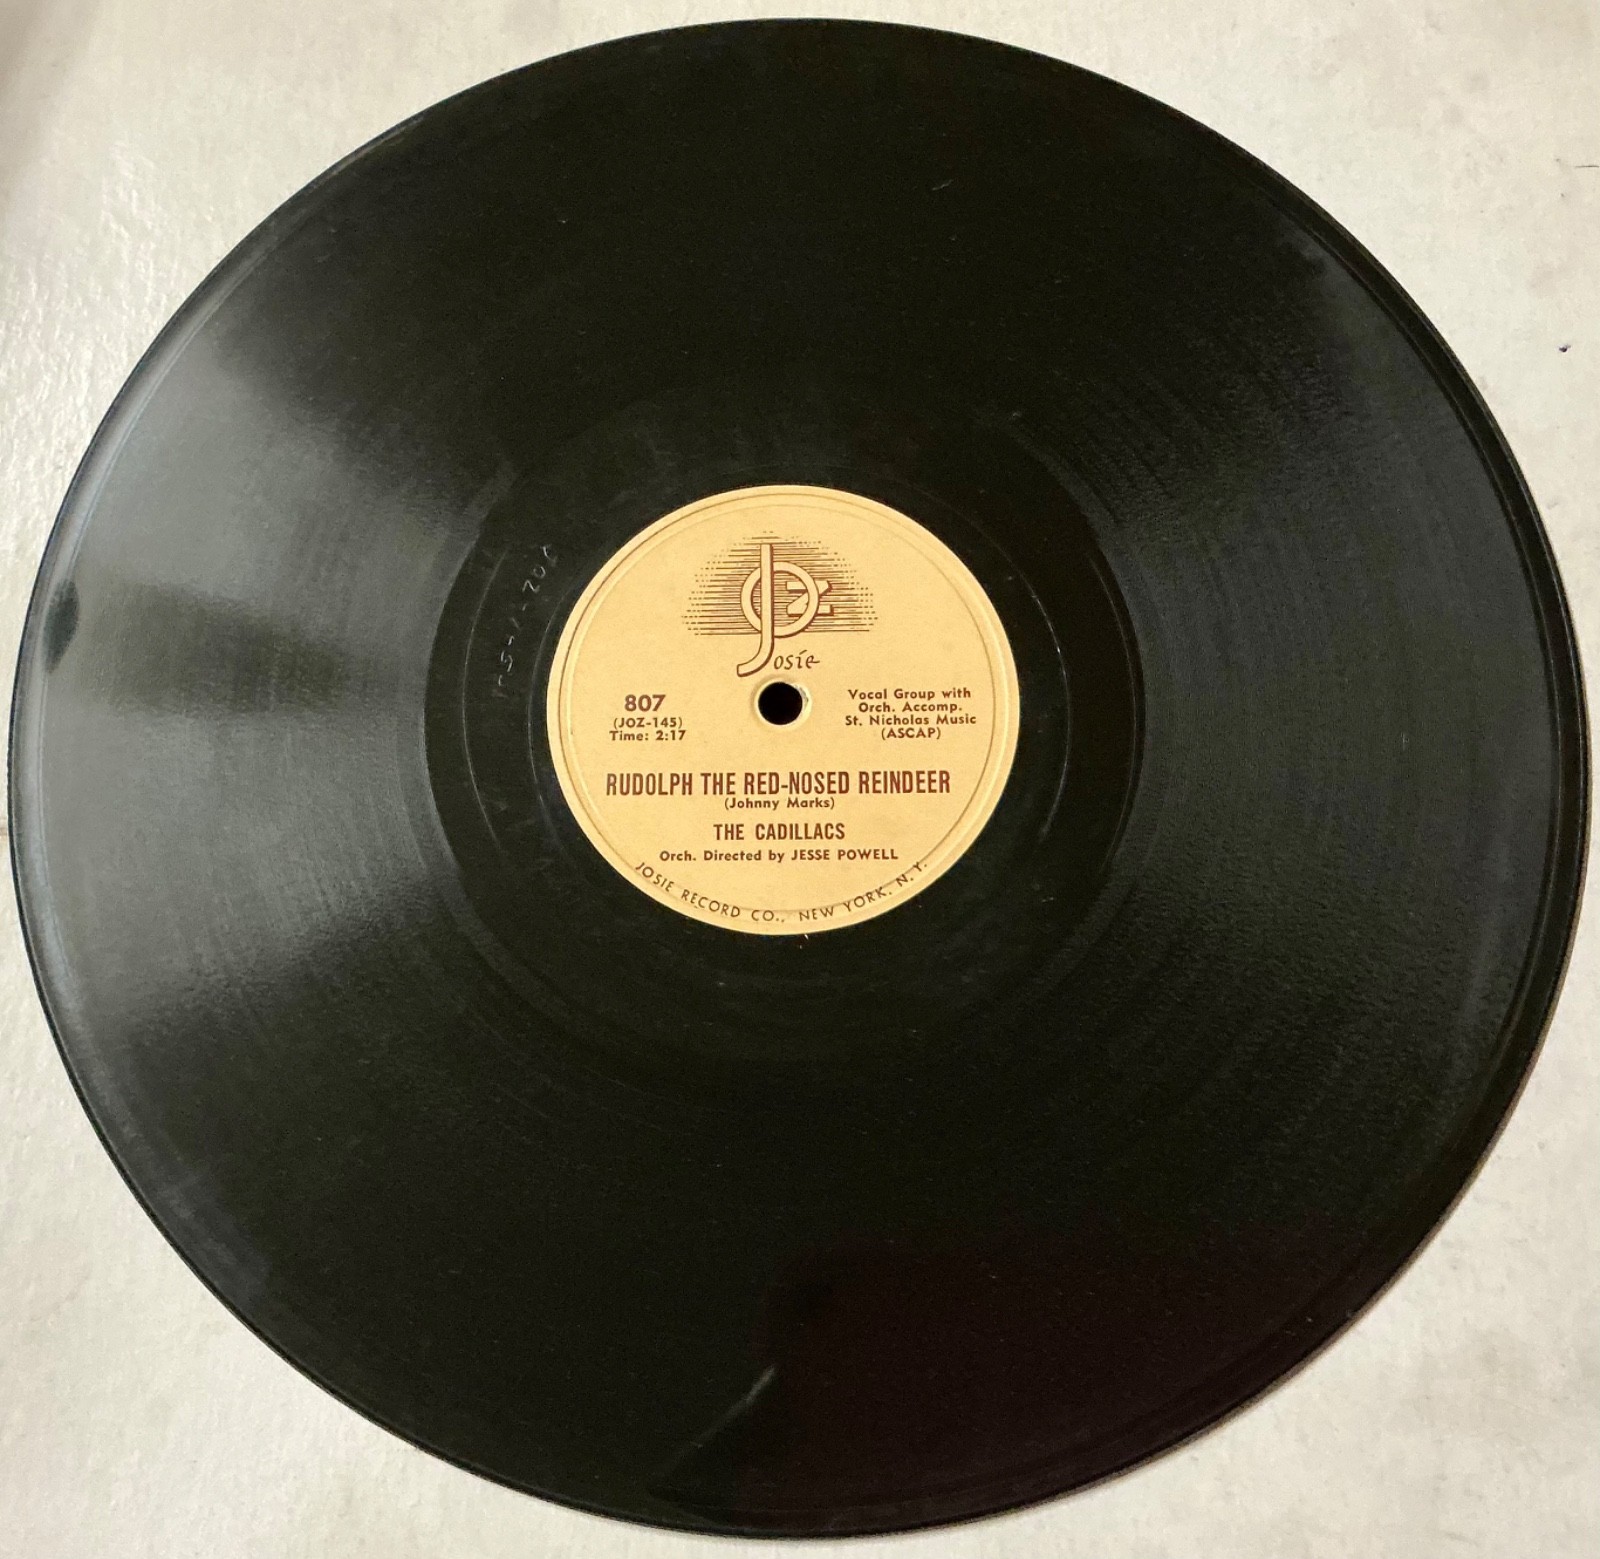 Joz
Josie
807
(JOZ-145)
Time: 2:17
Vocal Group with
Orch. Accomp.
St. Nicholas Music
(ASCAP)
RUDOLPH THE RED-NOSED REINDEER
(Johnny Marks)
THE CADILLACS
Orch. Directed by JESSE POWELL
JOSIE RECORD CO., NEW YORK, N. Y.